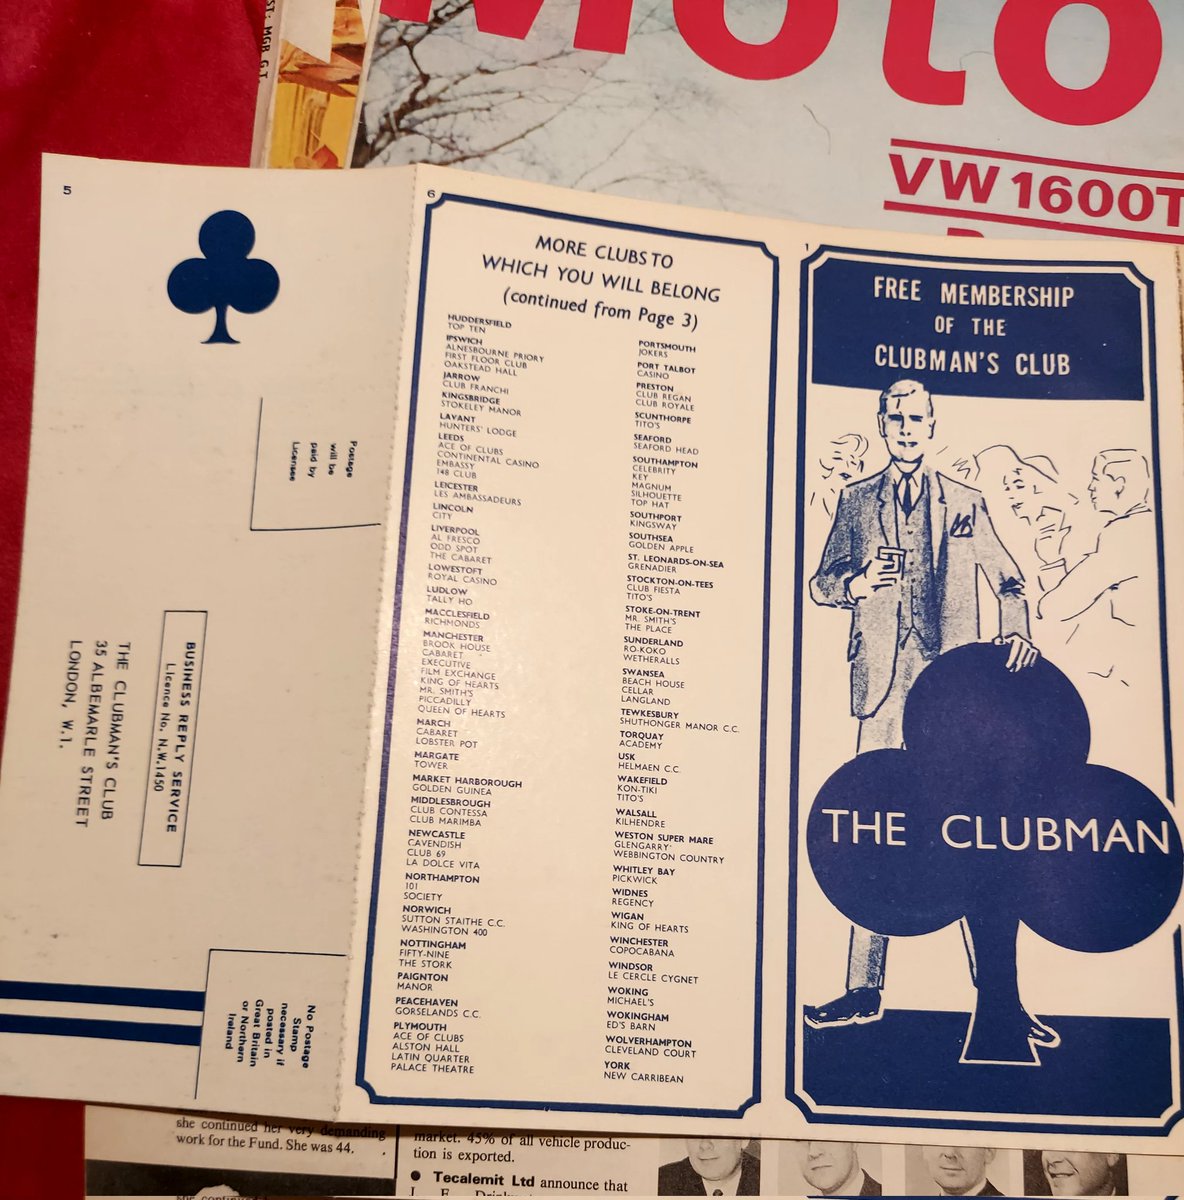 ST: MGB GT
Moto
VW 1600T
5
Postage
will be
paid by
Licensee
BUSINESS REPLY SERVICE
Licence No. N.W.1450
THE CLUBMAN'S CLUB
35 ALBEMARLE STREET
LONDON, W.1.
No Postage
Stamp
necessary if
posted in
Great Britain
or Northern
Ireland
6
MORE CLUBS TO
WHICH YOU WILL BELONG
(continued from Page 3)
HUDDERSFIELD
TOP TEN
IPSWICH
ALNESBOURNE PRIORY
FIRST FLOOR CLUB
OAKSTEAD HALL
JARROW
CLUB FRANCHI
KINGSBRIDGE
STOKELEY MANOR
LAVANT
HUNTERS' LODGE
LEEDS
ACE OF CLUBS
CONTINENTAL CASINO
EMBASSY
148 CLUB
LEICESTER
LES AMBASSADEURS
LINCOLN
CITY
LIVERPOOL
AL FRESCO
ODD SPOT
THE CABARET
LOWESTOFT
ROYAL CASINO
LUDLOW
TALLY HO
MACCLESFIELD
RICHMONDS
MANCHESTER
BROOK HOUSE
CABARET
EXECUTIVE
FILM EXCHANGE
KING OF HEARTS
MR. SMITH'S
PICCADILLY
QUEEN OF HEARTS
MARCH
CABARET
LOBSTER POT
MARGATE
TOWER
MARKET HARBOROUGH
GOLDEN GUINEA
MIDDLESBROUGH
CLUB CONTESSA
CLUB MARIMBA
NEWCASTLE
CAVENDISH
CLUB 69
LA DOLCE VITA
NORTHAMPTON
101
SOCIETY
NORWICH
SUTTON STAITHE C.C.
WASHINGTON 400
NOTTINGHAM
FIFTY-NINE
THE STORK
PAIGNTON
MANOR
PEACEHAVEN
GORSELANDS C.C.
PLYMOUTH
ACE OF CLUBS
ALSTON HALL
LATIN QUARTER
PALACE THEATRE
PORTSMOUTH
JOKERS
PORT TALBOT
CASINO
PRESTON
CLUB REGAN
CLUB ROYALE
SCUNTHORPE
TITO'S
SEAFORD
SEAFORD HEAD
SOUTHAMPTON
CELEBRITY
KEY
MAGNUM
SILHOUETTE
TOP HAT
SOUTHPORT
KINGSWAY
SOUTHSEA
GOLDEN APPLE
ST. LEONARDS-ON-SEA
GRENADIER
STOCKTON-ON-TEES
CLUB FIESTA
TITO'S
STOKE-ON-TRENT
MR. SMITH'S
THE PLACE
SUNDERLAND
RO-KOKO
WETHERALLS
SWANSEA
BEACH HOUSE
CELLAR
LANGLAND
TEWKESBURY
SHUTHONGER MANOR C.C.
TORQUAY
ACADEMY
USK
HELMAEN C.C.
WAKEFIELD
KON-TIKI
TITO'S
WALSALL
KILHENDRE
WESTON SUPER MARE
GLENGARRY
WEBBINGTON COUNTRY
WHITLEY BAY
PICKWICK
WIDNES
REGENCY
WIGAN
KING OF HEARTS
WINCHESTER
COPOCABANA
WINDSOR
LE CERCLE CYGNET
WOKING
MICHAEL'S
WOKINGHAM
ED'S BARN
WOLVERHAMPTON
CLEVELAND COURT
YORK
NEW CARRIBEAN
1
FREE MEMBERSHIP
OF THE
CLUBMAN'S CLUB
THE CLUBMAN
she continued her very demanding
work for the Fund. She was 44.
market. 45% of all vehicle produc-
tion is exported.
● Tecalemit Ltd announce that